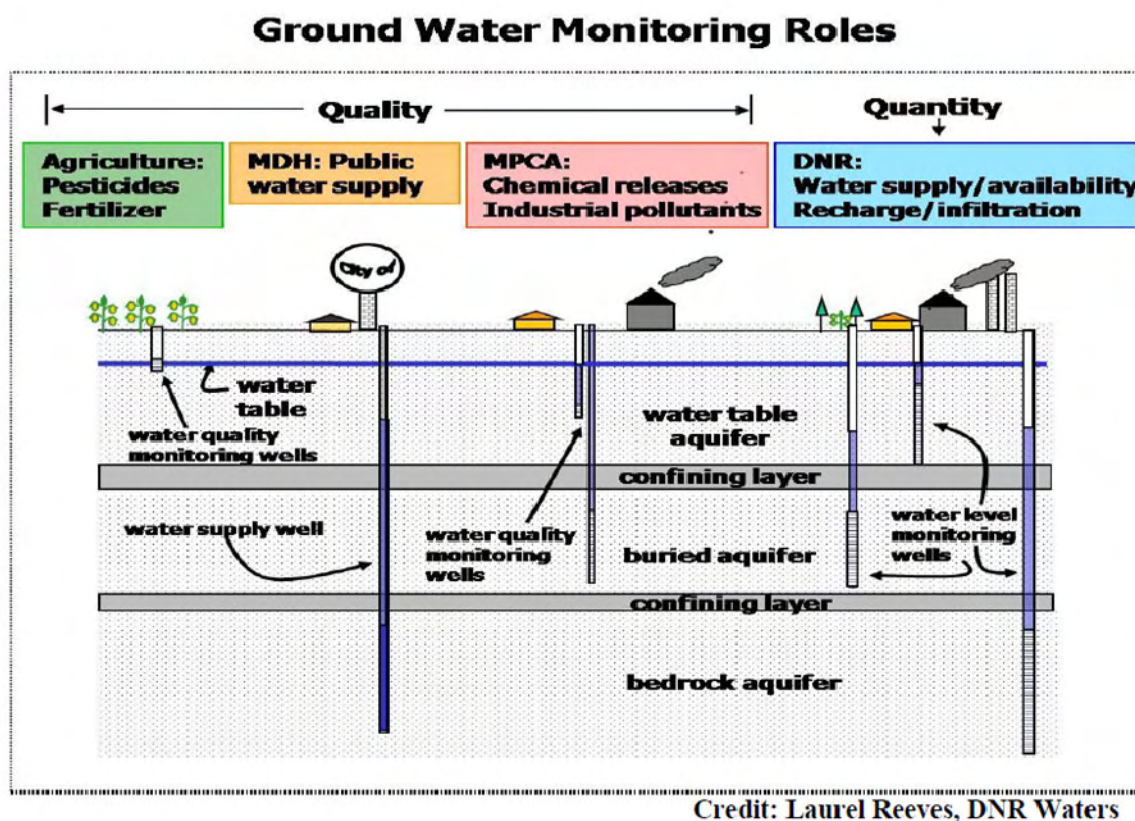 Ground Water Monitoring Roles
Quality
Quantity
Agriculture:
Pesticides
Fertilizer
MDH: Public
water supply
MPCA:
Chemical releases
Industrial pollutants
DNR:
Water supply/availability
Recharge/infiltration
City of
water
table
water quality
monitoring wells
water table
aquifer
confining layer
water supply well
water quality
monitoring
wells
buried aquifer
water level
monitoring
wells
confining layer
bedrock aquifer
Credit: Laurel Reeves, DNR Waters